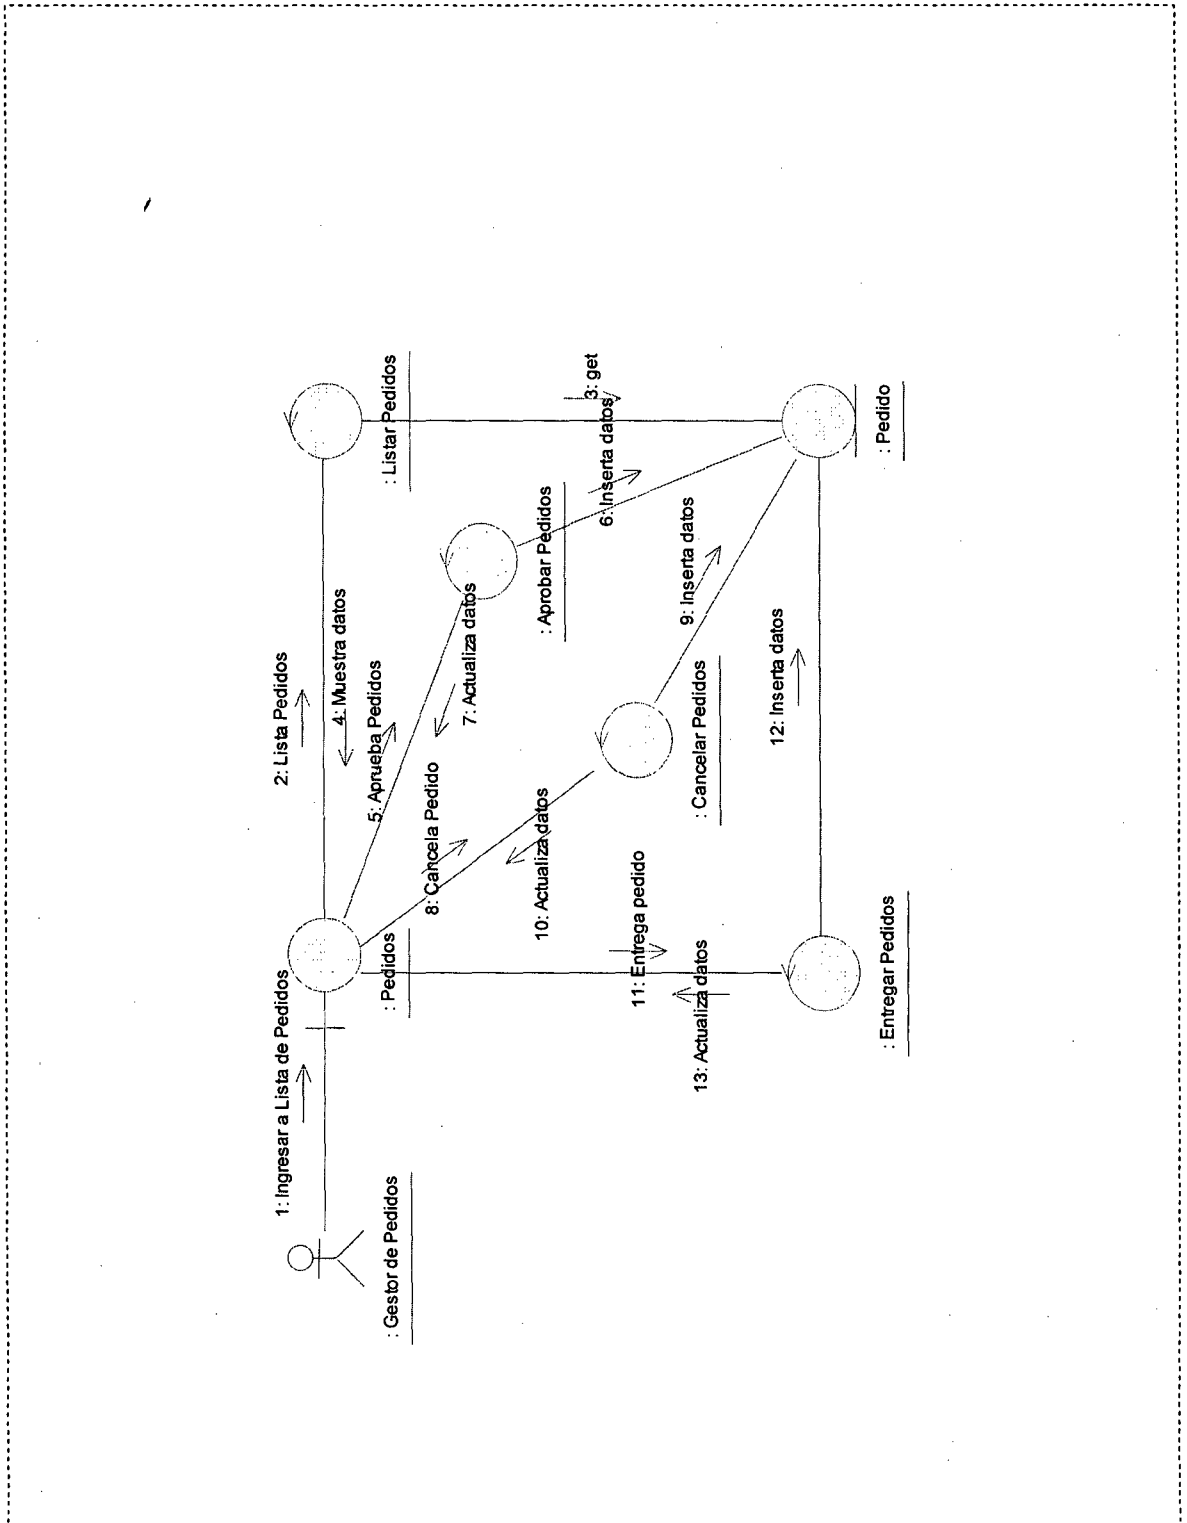 1: Ingresar a Lista de Pedidos
2: Lista Pedidos
4: Muestra datos
: Gestor de Pedidos
: Pedidos
5: Aprueba Pedidos
: Listar Pedidos
8: Cancela Pedido
7: Actualiza datos
10: Actualiza datos
: Aprobar Pedidos
3: get
6: Inserta datos
11: Entrega pedido
9: Inserta datos
13: Actualiza datos
: Cancelar Pedidos
12: Inserta datos
: Entregar Pedidos
: Pedido